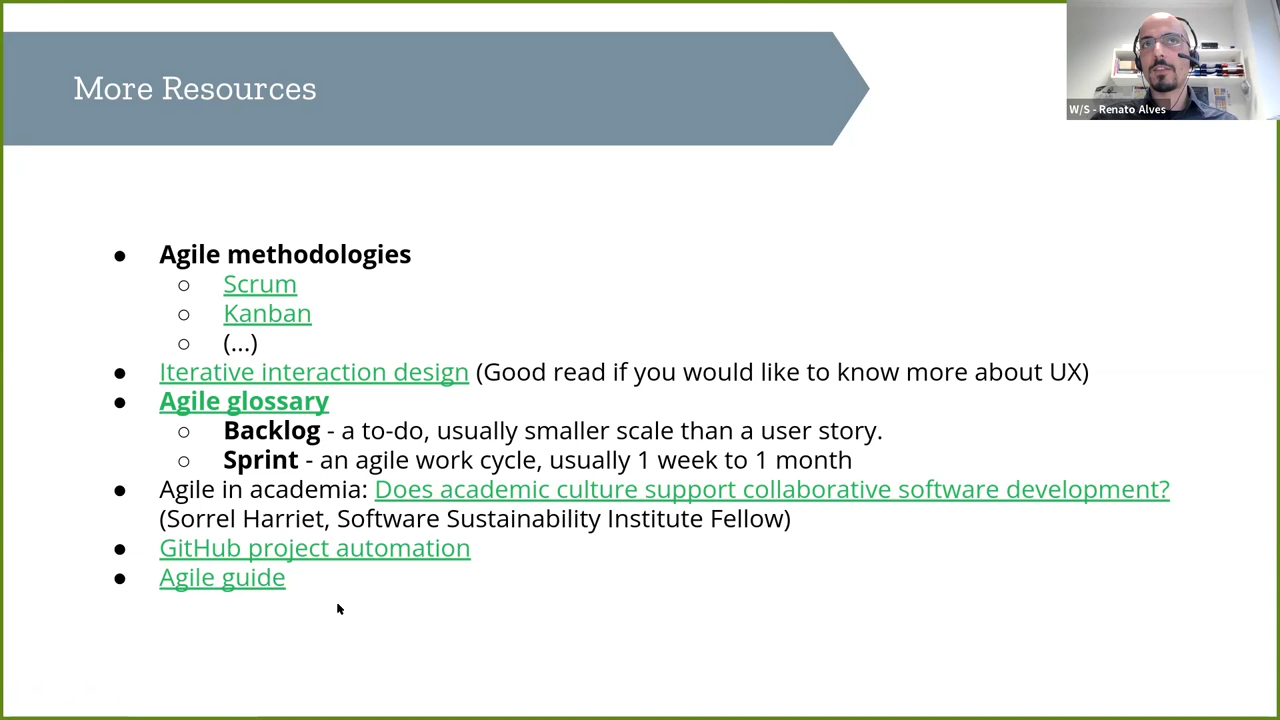 More Resources
W/S - Renato Alves
● Agile methodologies
○ Scrum
○ Kanban
○ (...)
● Iterative interaction design (Good read if you would like to know more about UX)
● Agile glossary
○ Backlog - a to-do, usually smaller scale than a user story.
○ Sprint - an agile work cycle, usually 1 week to 1 month
● Agile in academia: Does academic culture support collaborative software development?
(Sorrel Harriet, Software Sustainability Institute Fellow)
● GitHub project automation
● Agile guide